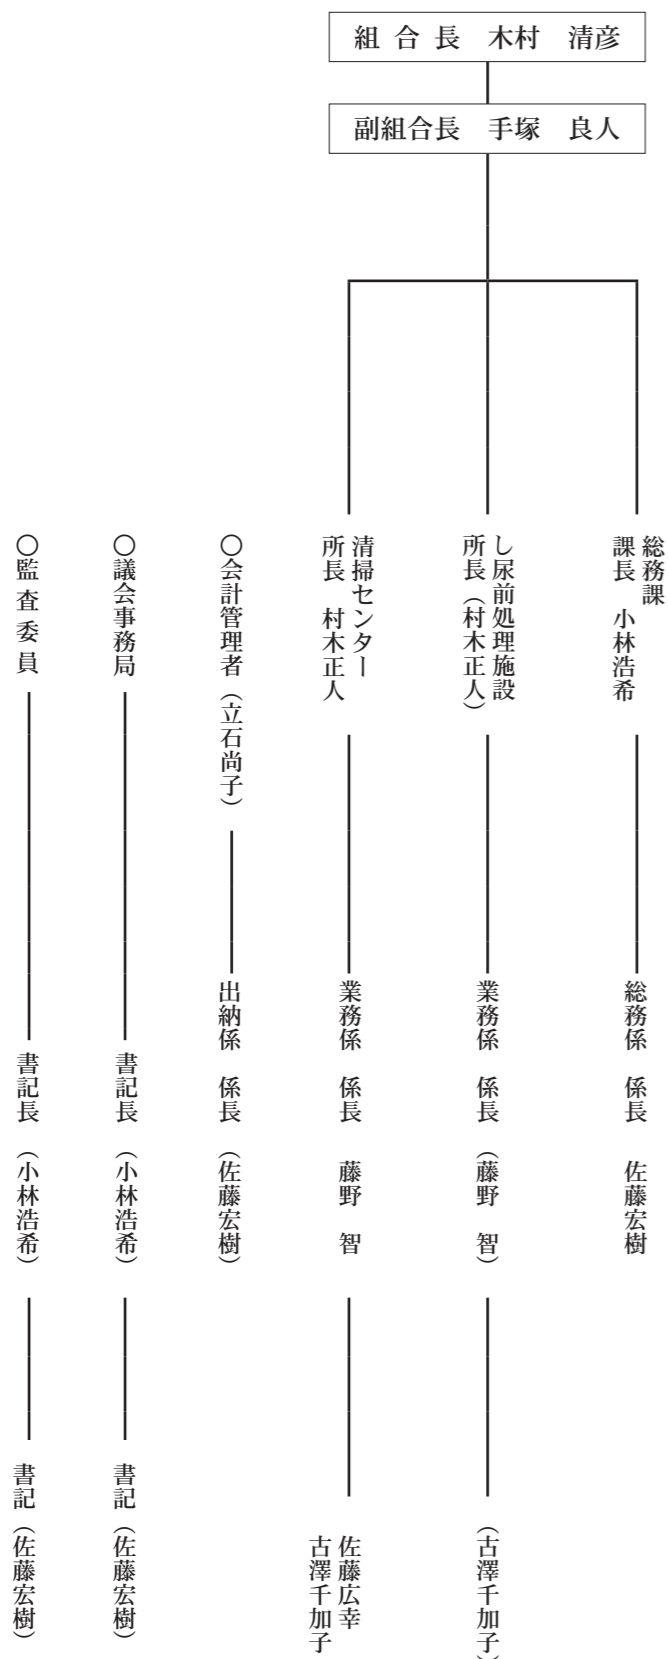 組合長　木村　清彦
副組合長　手塚　良人
総務課
課長　小林浩希
総務係　係長　佐藤宏樹
し尿前処理施設
所長（村木正人）
業務係　係長（藤野　智）
（古澤千加子）
清掃センター
所長　村木正人
業務係　係長　藤野　智
佐藤広幸
古澤千加子
○会計管理者（立石尚子）
出納係　係長（佐藤宏樹）
○議会事務局
書記長（小林浩希）
書記（佐藤宏樹）
○監査委員
書記長（小林浩希）
書記（佐藤宏樹）